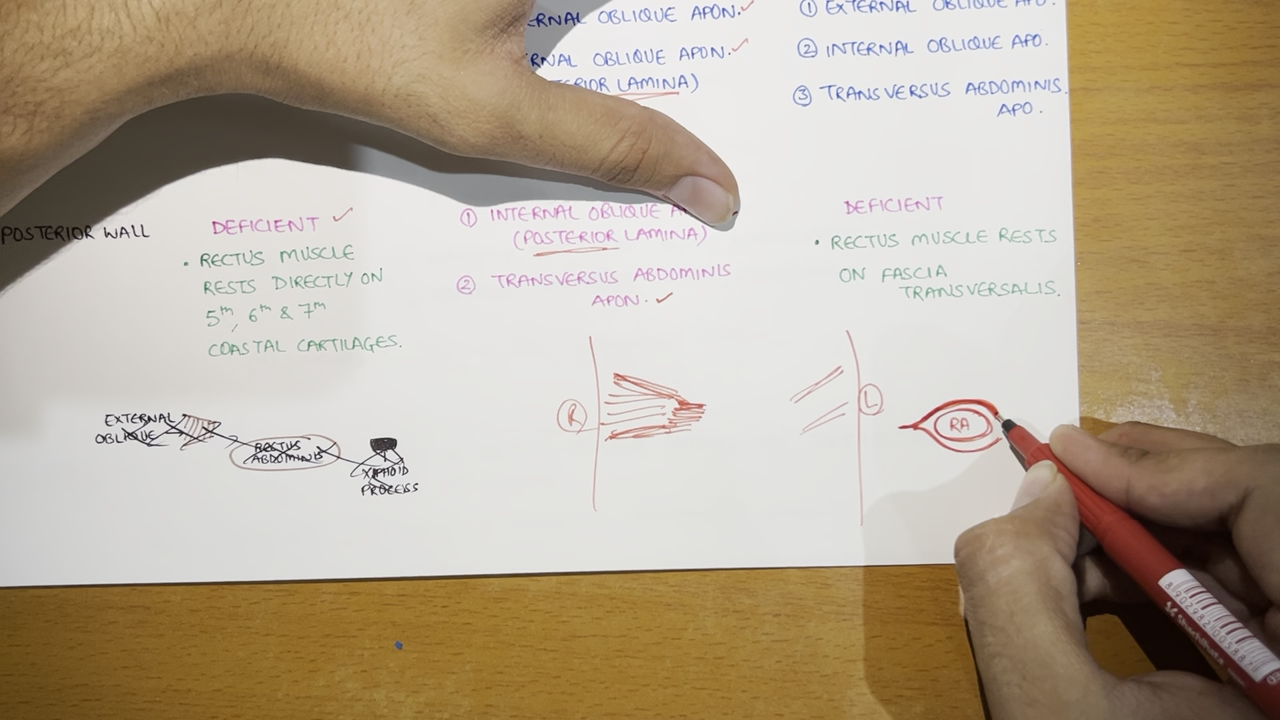 RNAL OBLIQUE APON.
RNAL OBLIQUE APON.
LAMINA)
① EXTERNAL OBLIQUE APO.
② INTERNAL OBLIQUE APO.
③ TRANSVERSUS ABDOMINIS.
APO.
POSTERIOR WALL
DEFICIENT
• RECTUS MUSCLE
RESTS DIRECTLY ON
5th, 6th & 7th
COASTAL CARTILAGES.
① INTERNAL OBLIQUE A
(POSTERIOR LAMINA)
② TRANSVERSUS ABDOMINIS
APON.
DEFICIENT
• RECTUS MUSCLE RESTS
ON FASCIA
TRANSVERSALIS.
EXTERNAL
OBLIQUE
RECTUS
ABDOMINIS
XIPHOID
PROCESS
R
L
RA